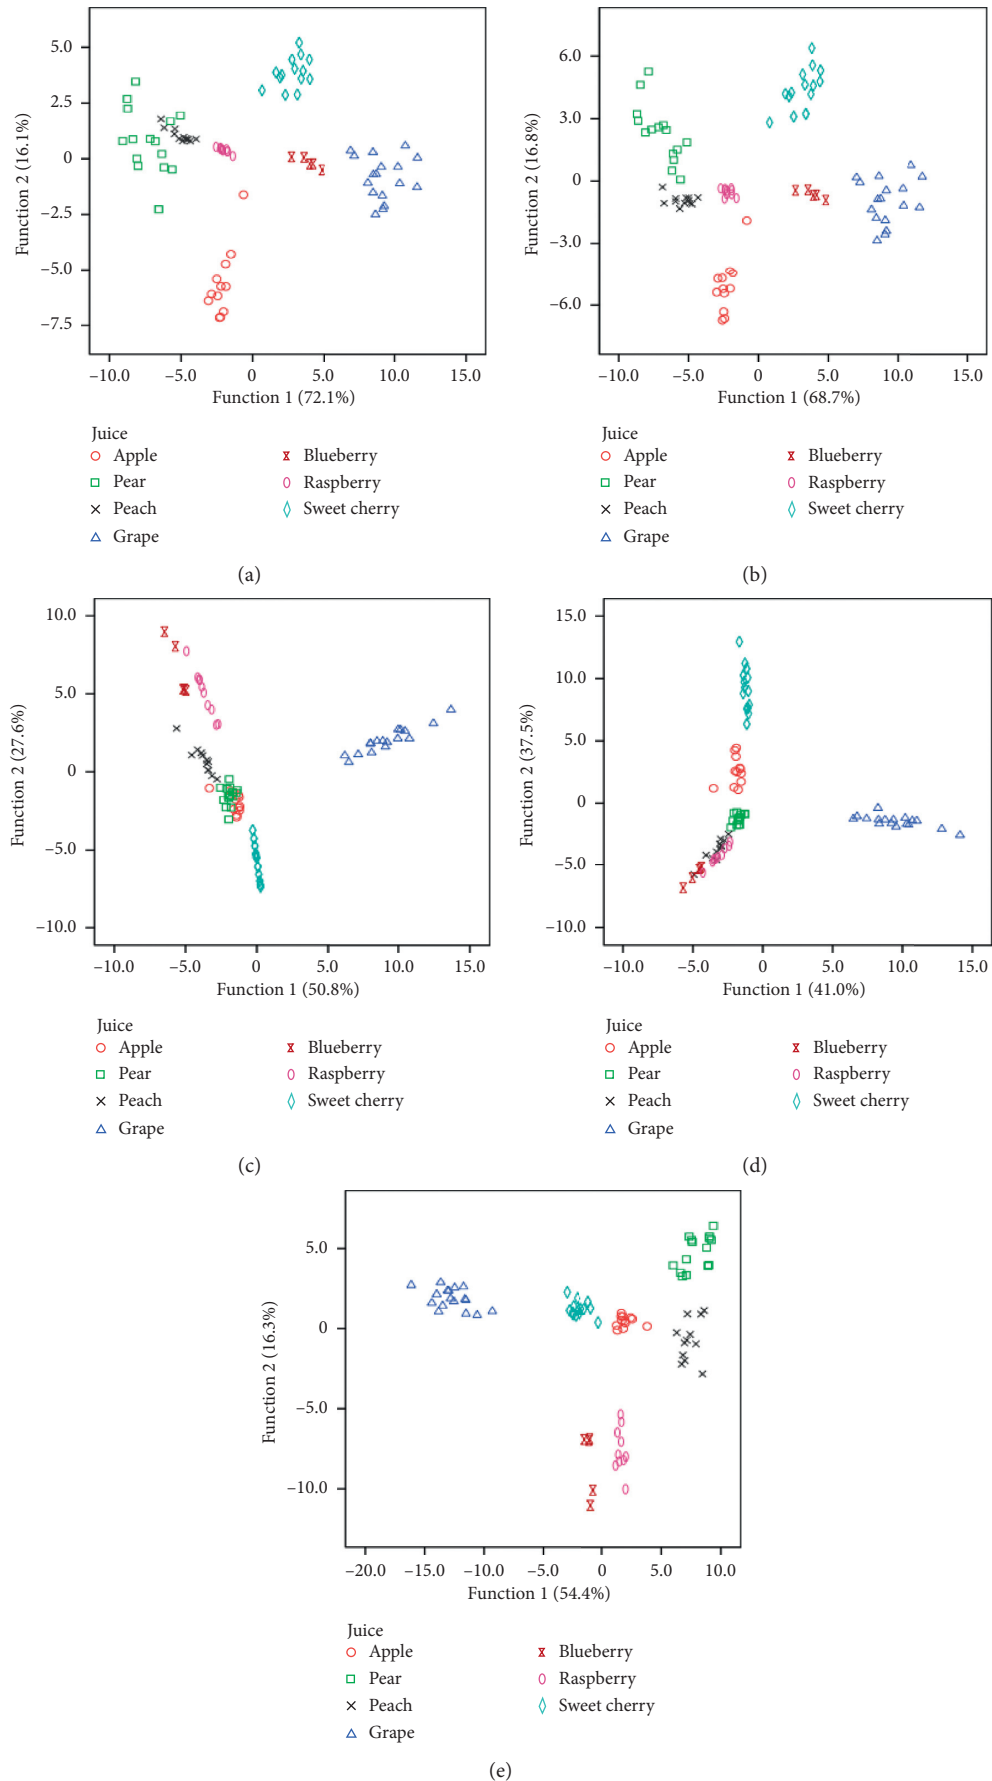 5.0
2.5
0
−2.5
−5.0
−7.5
Function 2 (16.1%)
−10.0 −5.0 0 5.0 10.0 15.0
Function 1 (72.1%)
Juice
Apple
Pear
Peach
Grape
Blueberry
Raspberry
Sweet cherry
(a)
6.0
3.0
0
−3.0
−6.0
Function 2 (16.8%)
−10.0 −5.0 0 5.0 10.0 15.0
Function 1 (68.7%)
Juice
Apple
Pear
Peach
Grape
Blueberry
Raspberry
Sweet cherry
(b)
10.0
5.0
0
−5.0
−10.0
Function 2 (27.6%)
−10.0 −5.0 0 5.0 10.0 15.0
Function 1 (50.8%)
Juice
Apple
Pear
Peach
Grape
Blueberry
Raspberry
Sweet cherry
(c)
15.0
10.0
5.0
0
−5.0
−10.0
Function 2 (37.5%)
−10.0 −5.0 0 5.0 10.0 15.0
Function 1 (41.0%)
Juice
Apple
Pear
Peach
Grape
Blueberry
Raspberry
Sweet cherry
(d)
5.0
0
−5.0
−10.0
Function 2 (16.3%)
−20.0 −15.0 −10.0 −5.0 0 5.0 10.0
Function 1 (54.4%)
Juice
Apple
Pear
Peach
Grape
Blueberry
Raspberry
Sweet cherry
(e)